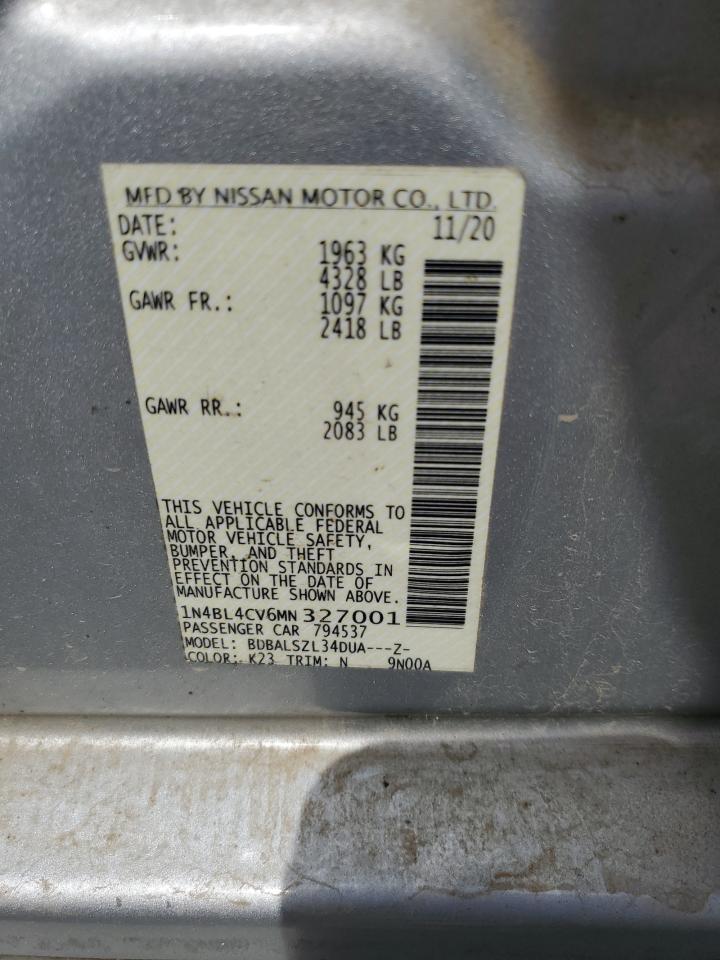 MFD BY NISSAN MOTOR CO., LTD.
DATE: 11/20
GVWR: 1963 KG
4328 LB
GAWR FR.: 1097 KG
2418 LB
GAWR RR.: 945 KG
2083 LB
THIS VEHICLE CONFORMS TO
ALL APPLICABLE FEDERAL
MOTOR VEHICLE SAFETY,
BUMPER, AND THEFT
PREVENTION STANDARDS IN
EFFECT ON THE DATE OF
MANUFACTURE SHOWN ABOVE.
1N4BL4CV6MN327001
PASSENGER CAR 794537
MODEL: BDBALSZL34DUA---Z-
COLOR: K23 TRIM: N 9N00A